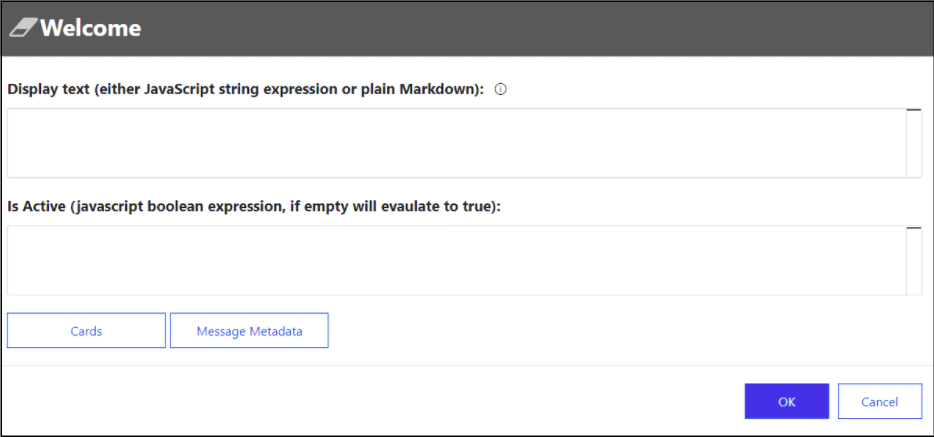 Welcome
Display text (either JavaScript string expression or plain Markdown):
Is Active (javascript boolean expression, if empty will evaulate to true):
Cards
Message Metadata
OK
Cancel